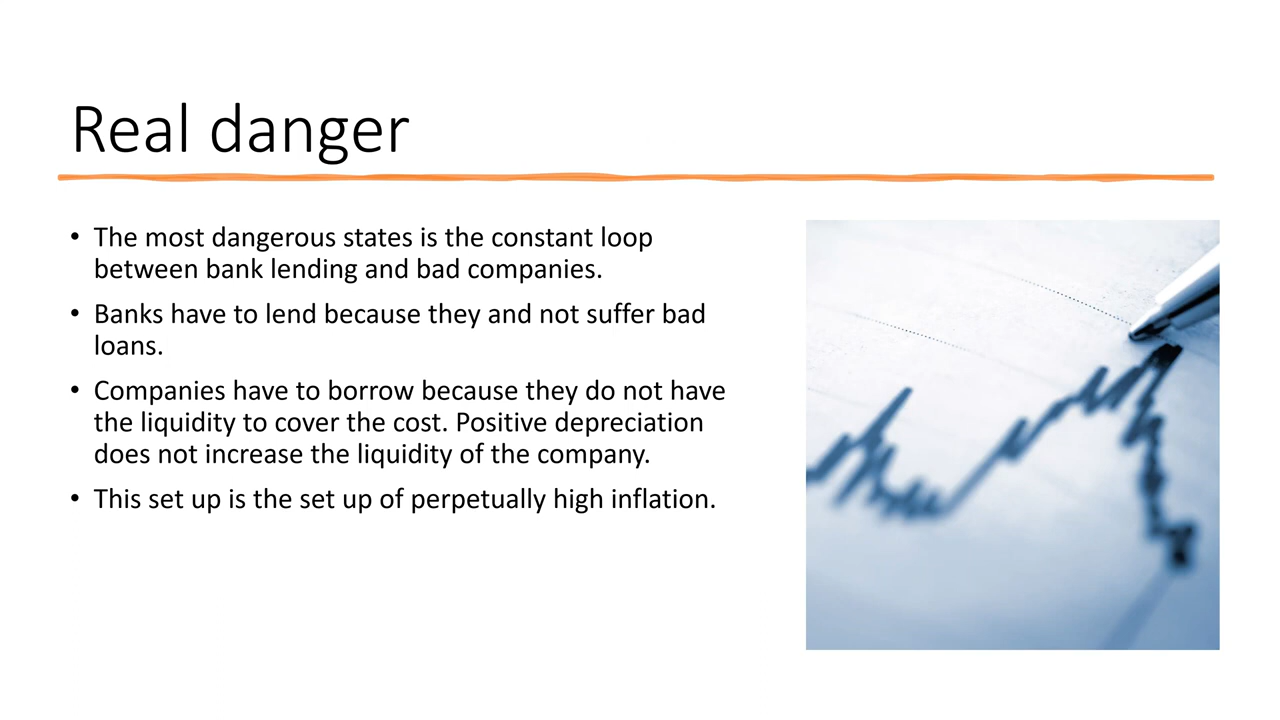 Real danger
• The most dangerous states is the constant loop
between bank lending and bad companies.
• Banks have to lend because they and not suffer bad
loans.
• Companies have to borrow because they do not have
the liquidity to cover the cost. Positive depreciation
does not increase the liquidity of the company.
• This set up is the set up of perpetually high inflation.